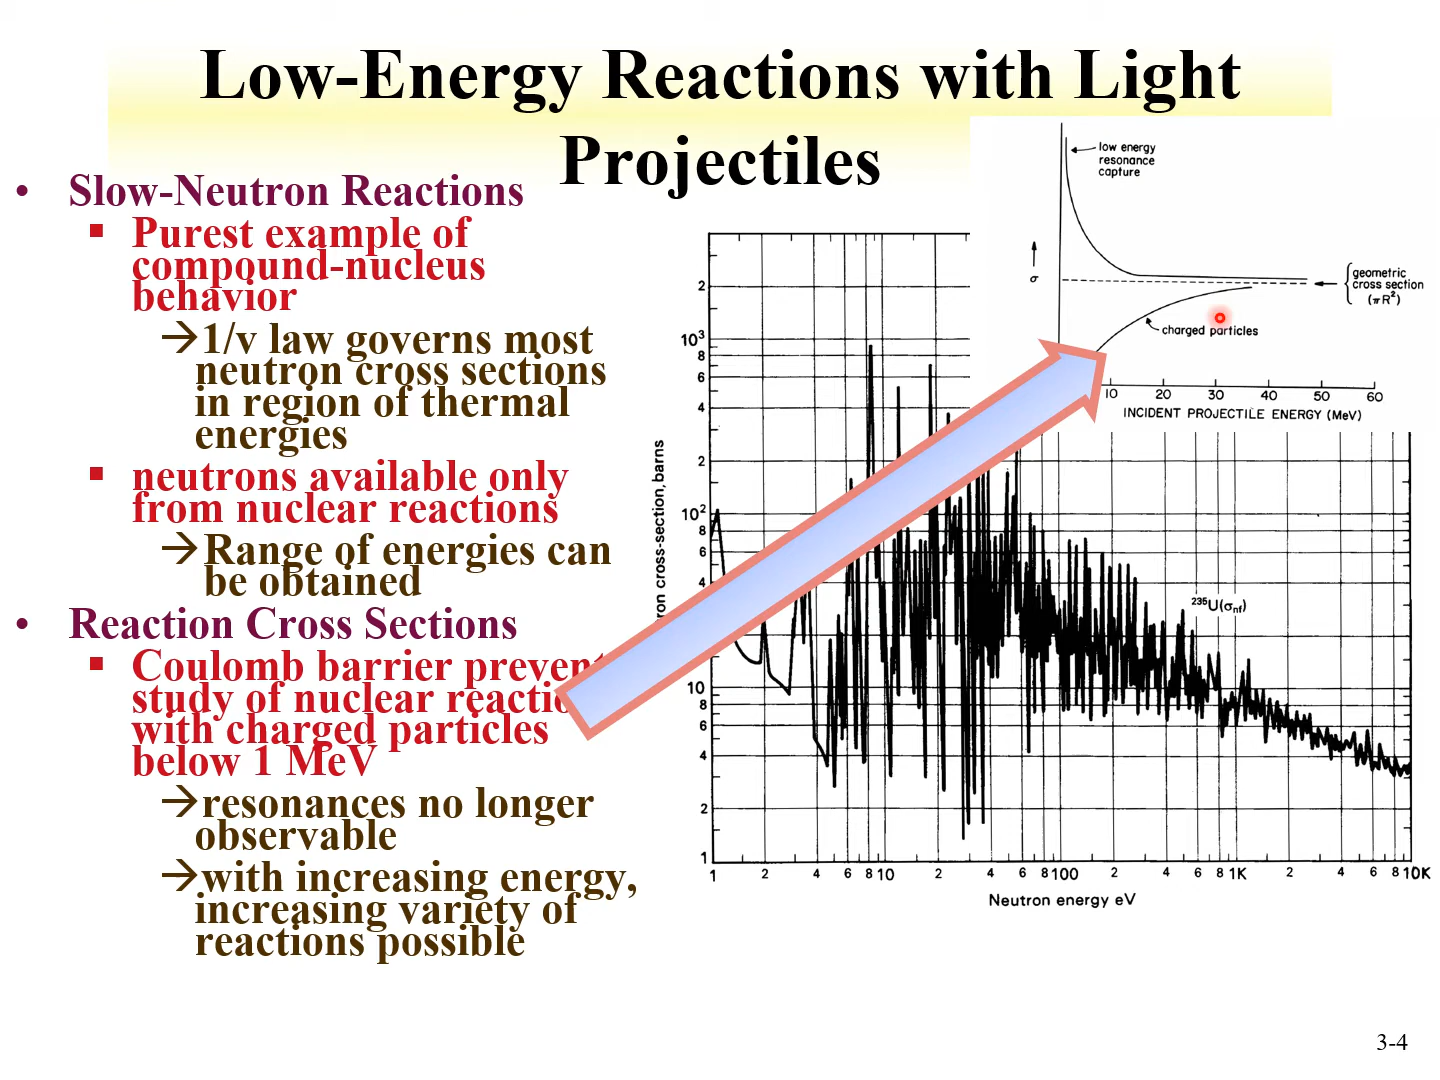 Low-Energy Reactions with Light
Projectiles
• Slow-Neutron Reactions
▪ Purest example of
compound-nucleus
behavior
→1/v law governs most
neutron cross sections
in region of thermal
energies
▪ neutrons available only
from nuclear reactions
→Range of energies can
be obtained
• Reaction Cross Sections
▪ Coulomb barrier prevent
study of nuclear
with charged particles
below 1 MeV
→resonances no longer
observable
→with increasing energy,
increasing variety of
reactions possible
low energy
resonance
capture
σ
geometric
cross section
(πR²)
charged particles
10 20 30 40 50 60
INCIDENT PROJECTILE ENERGY (MeV)
2
10³
8
6
4
2
10²
8
6
4
10
8
6
4
2
1
cross-section, barns
²³⁵U(σnf)
1 2 4 6 8 10 2 4 6 8 100 2 4 6 8 1K 2 4 6 8 10K
Neutron energy eV
3-4